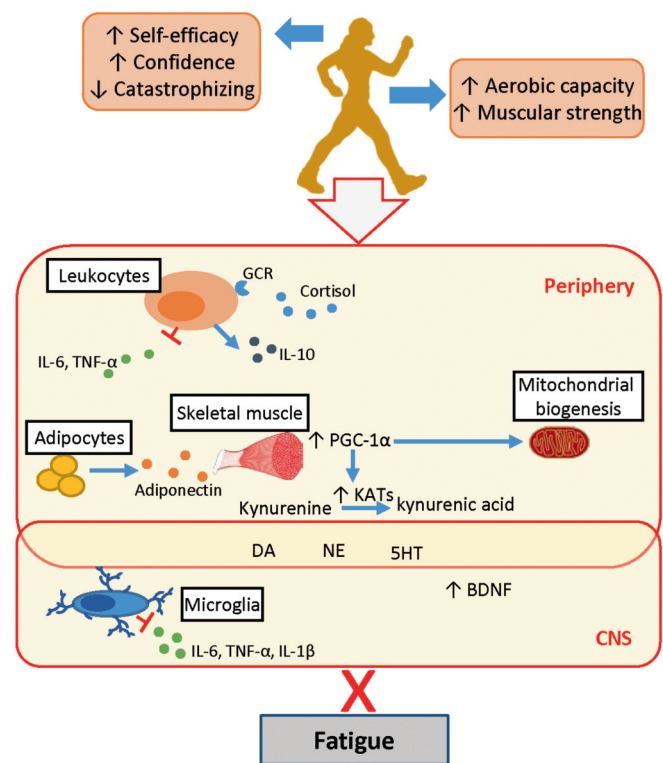 ↑ Self-efficacy
↑ Confidence
↓ Catastrophizing
↑ Aerobic capacity
↑ Muscular strength
Periphery
Leukocytes
GCR
Cortisol
IL-6, TNF-α
IL-10
Mitochondrial
biogenesis
Skeletal muscle
Adipocytes
↑ PGC-1α
Adiponectin
↑ KATs
Kynurenine
kynurenic acid
DA NE 5HT
↑ BDNF
Microglia
IL-6, TNF-α, IL-1β
CNS
X
Fatigue